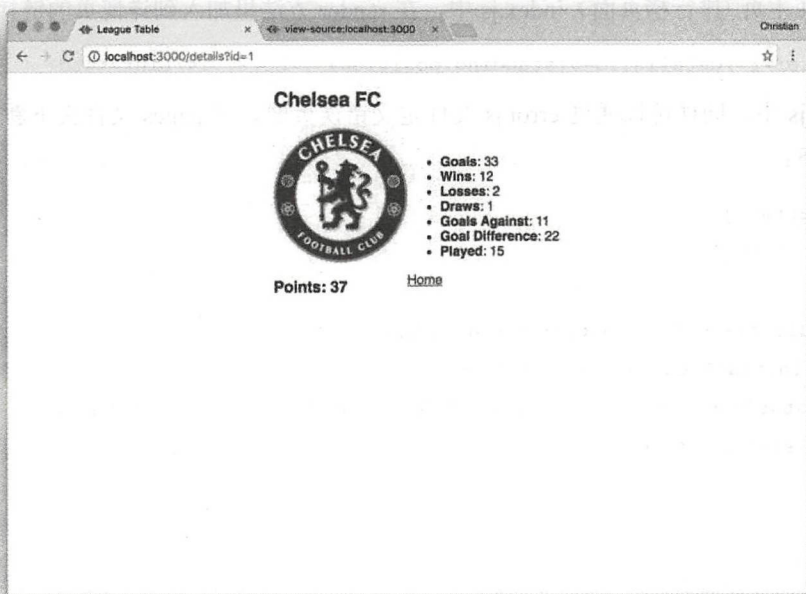 League Table
view-source:localhost:3000
Christian
localhost:3000/details?id=1
Chelsea FC
CHELSEA
FOOTBALL CLUB
Goals: 33
Wins: 12
Losses: 2
Draws: 1
Goals Against: 11
Goal Difference: 22
Played: 15
Points: 37
Home